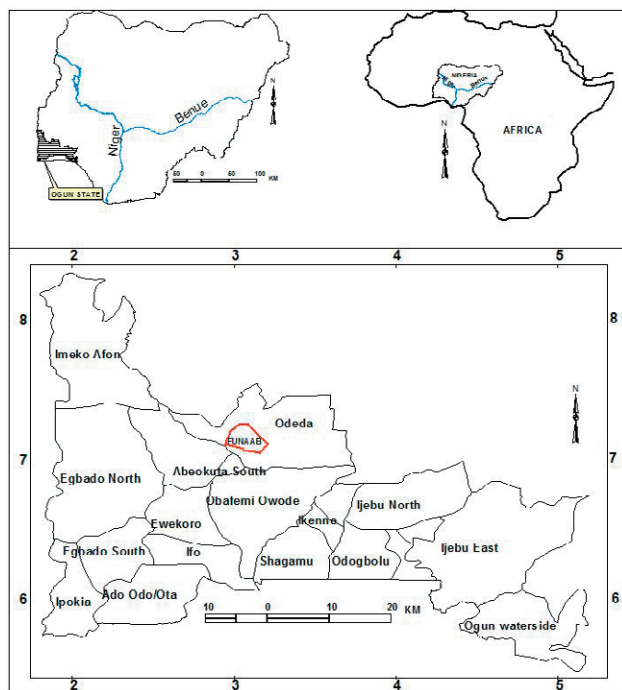 N
Niger
Benue
OGUN STATE
50 0 50 100
KM
NIGERIA
Benue
AFRICA
N
2 3 4 5
8 8
Imeko Afon
N
Odeda
FUNAAB
7 7
Abeokuta South
Egbado North
Obafemi Owode
Ijebu North
Ikenne
Ewekoro
Egbado South
Ifo
Ijebu East
Shagamu
Odogbolu
6 6
Ipokia
Ado Odo/Ota
10 0 10 20 KM
Ogun waterside
2 3 4 5